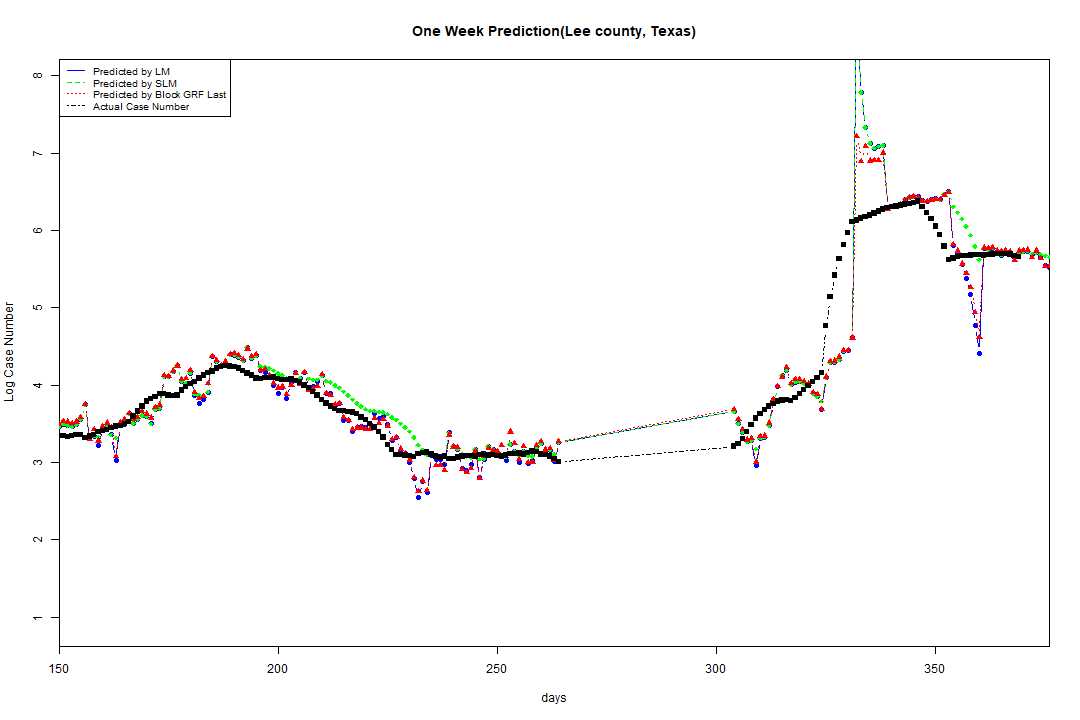 One Week Prediction(Lee county, Texas)
Predicted by LM
Predicted by SLM
Predicted by Block GRF Last
Actual Case Number
8
7
6
5
4
3
2
1
Log Case Number
150 200 250 300 350
days